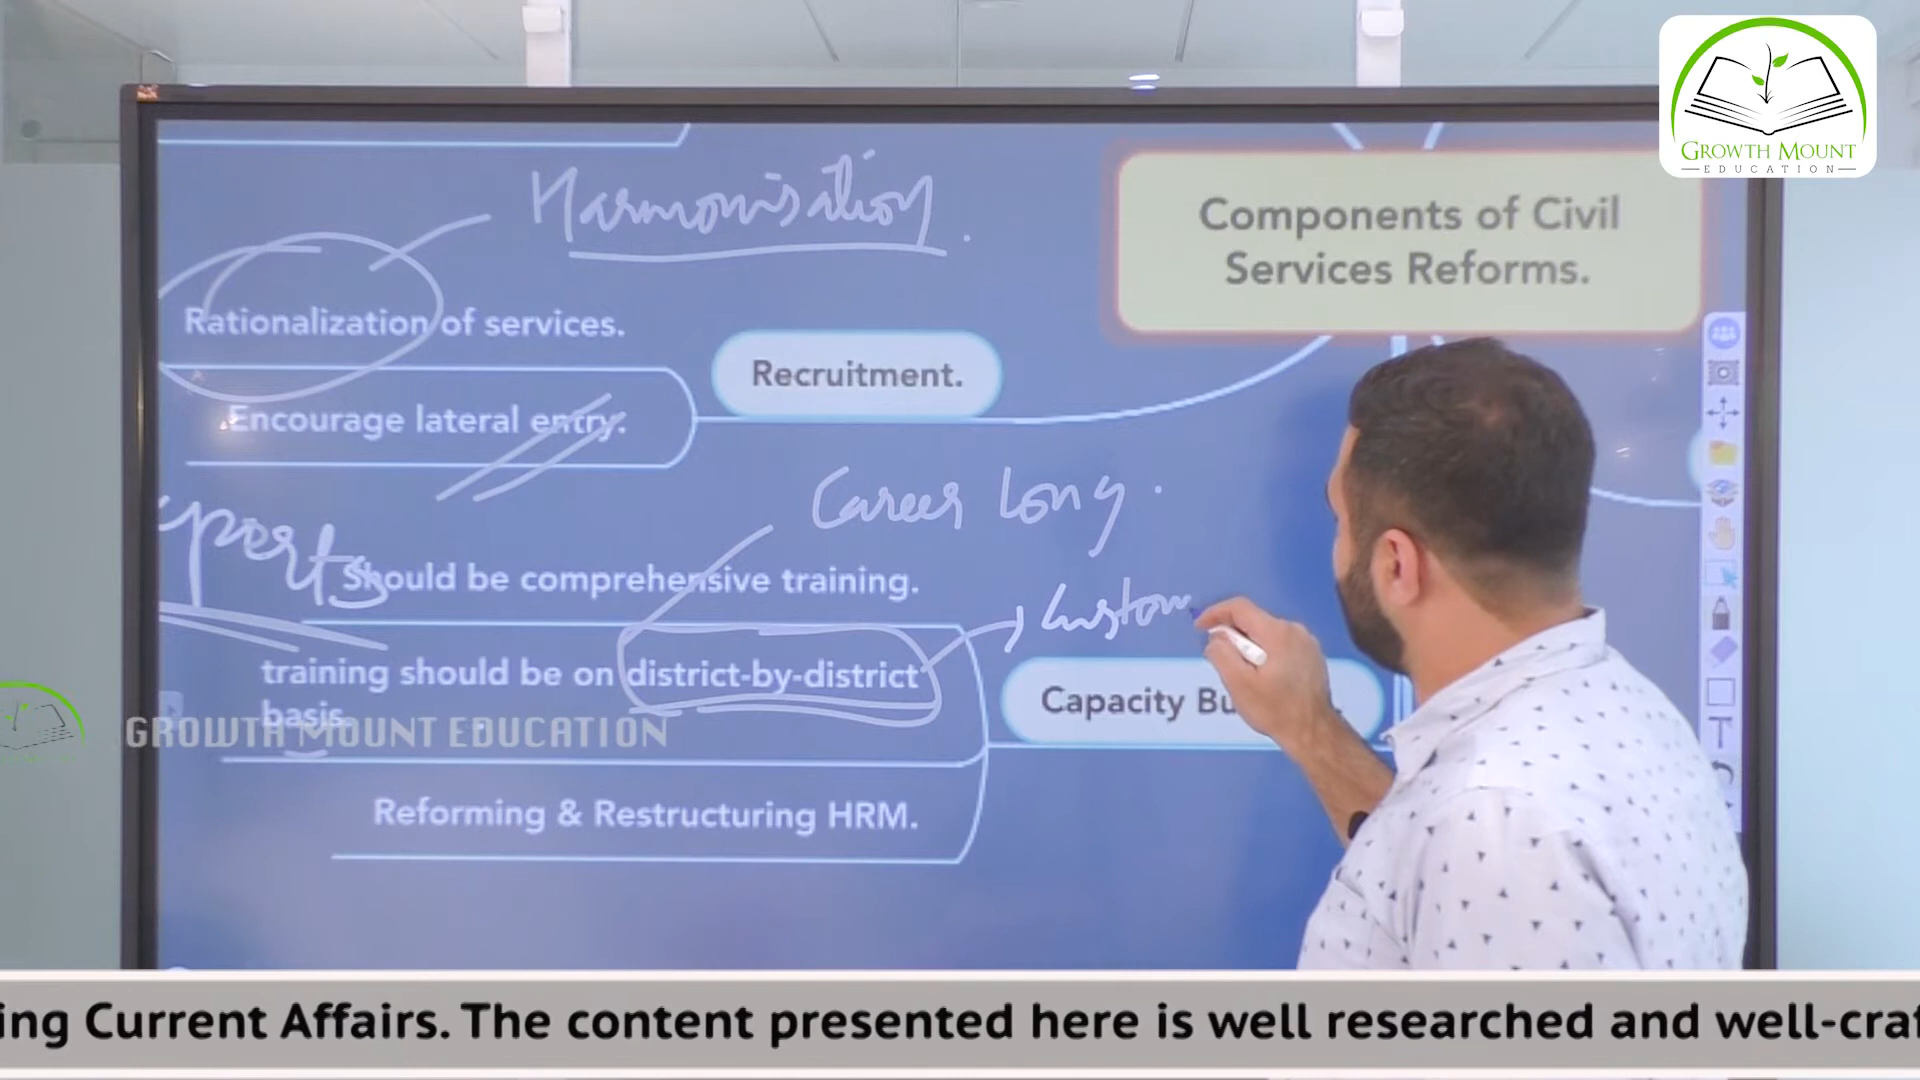 GROWTH MOUNT
EDUCATION
Harmonisation.
Components of Civil
Services Reforms.
Rationalization of services.
Recruitment.
Encourage lateral entry.
Career Long.
Should be comprehensive training.
Custom
training should be on district-by-district
basis.
Capacity Bu
GROWTH MOUNT EDUCATION
Reforming & Restructuring HRM.
ing Current Affairs. The content presented here is well researched and well-craf